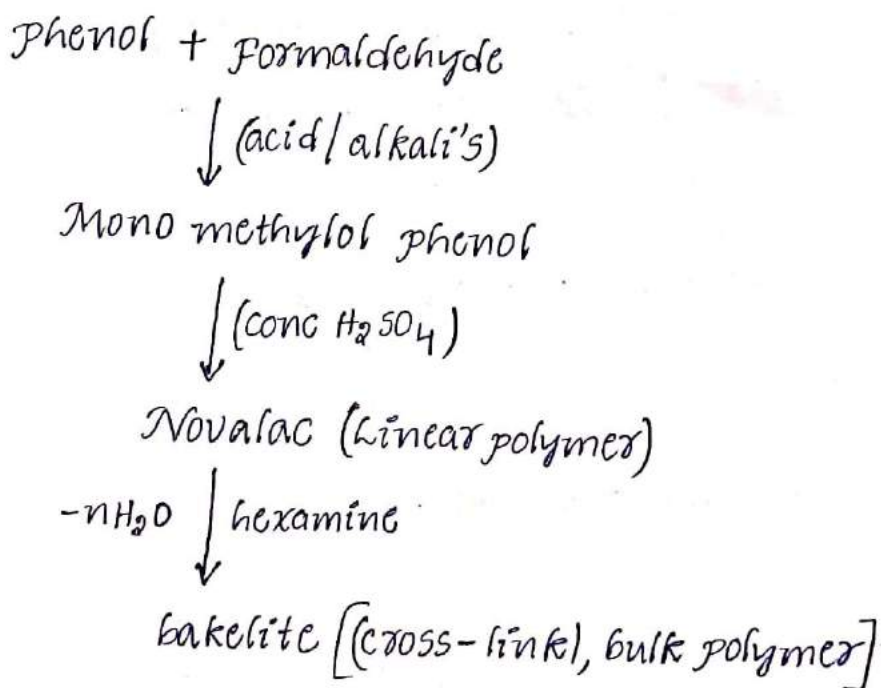 Phenol + Formaldehyde
↓ (acid/alkali's)
Mono methylol phenol
↓ (conc H₂SO₄)
Novalac (Linear polymer)
-nH₂O ↓ hexamine
bakelite [(cross-link), bulk polymer]